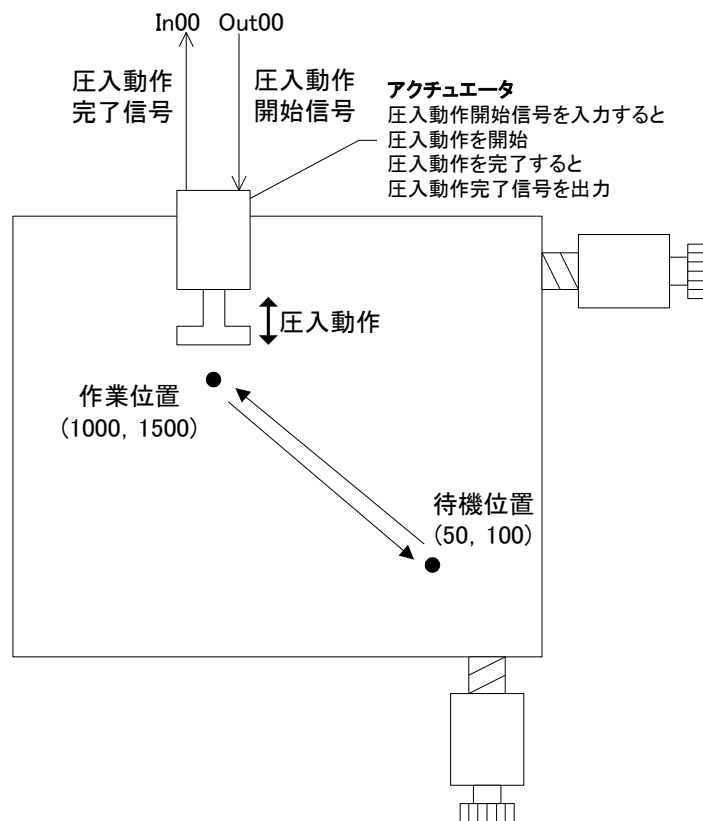 In00 Out00
圧入動作
完了信号
圧入動作
開始信号
アクチュエータ
圧入動作開始信号を入力すると
圧入動作を開始
圧入動作を完了すると
圧入動作完了信号を出力
圧入動作
作業位置
(1000, 1500)
待機位置
(50, 100)